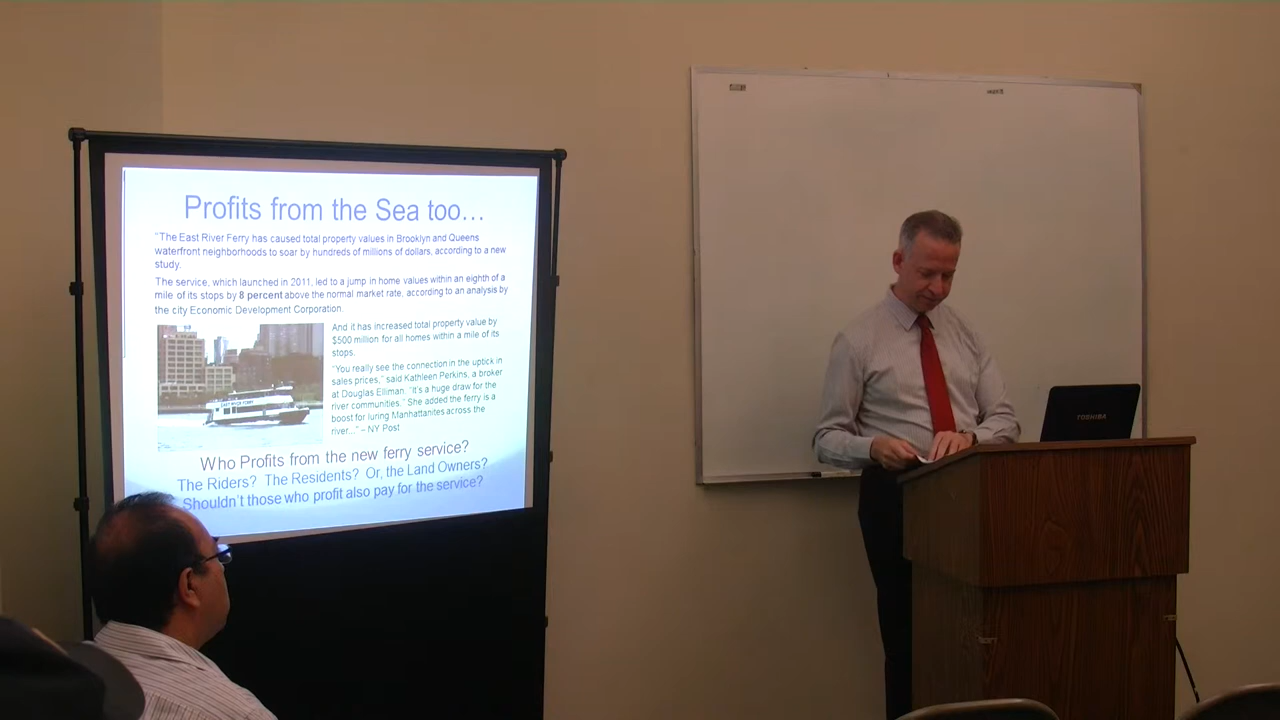 Profits from the Sea too...
"The East River Ferry has caused total property values in Brooklyn and Queens
waterfront neighborhoods to soar by hundreds of millions of dollars, according to a new
study.
The service, which launched in 2011, led to a jump in home values within an eighth of a
mile of its stops by 8 percent above the normal market rate, according to an analysis by
the city Economic Development Corporation.
And it has increased total property value by
$500 million for all homes within a mile of its
stops.
"You really see the connection in the uptick in
sales prices," said Kathleen Perkins, a broker
at Douglas Elliman. "It's a huge draw for the
river communities." She added the ferry is a
boost for luring Manhattanites across the
river..." – NY Post
EAST RIVER FERRY
Who Profits from the new ferry service?
The Riders? The Residents? Or, the Land Owners?
Shouldn't those who profit also pay for the service?
TOSHIBA